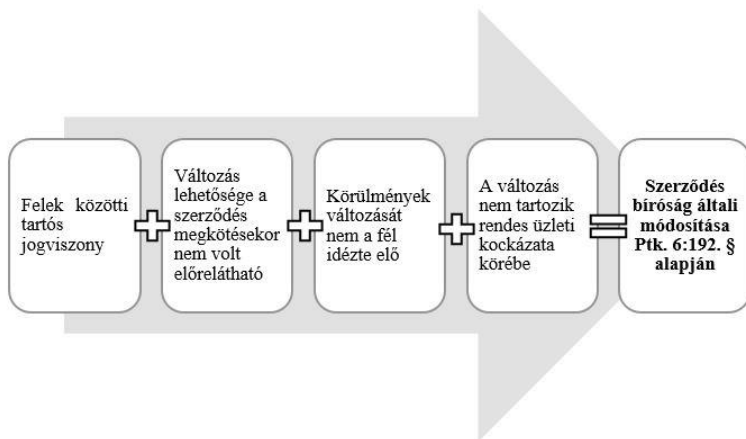 Felek közötti
tartós
jogviszony
Változás
lehetősége a
szerződés
megkötésekor
nem volt
előrelátható
Körülmények
változását
nem a fél
idézte elő
A változás
nem tartozik
rendes üzleti
kockázata
körébe
Szerződés
bíróság általi
módosítása
Ptk. 6:192. §
alapján